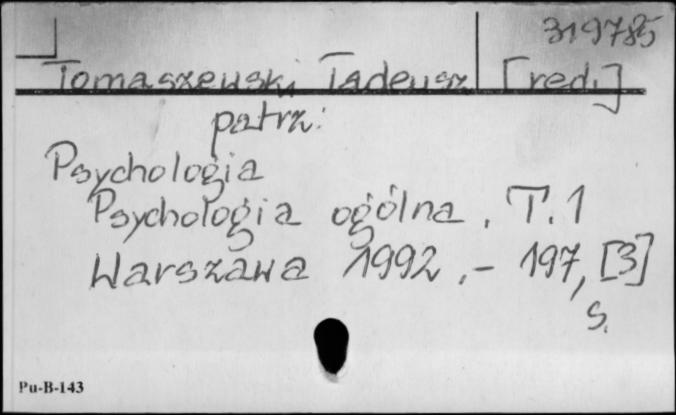 319785
Tomaszewski Tadeusz [red.]
patrz:
Psychologia
Psychologia ogólna. T. 1
Warszawa 1992. - 197, [3]
s.
Pu-B-143